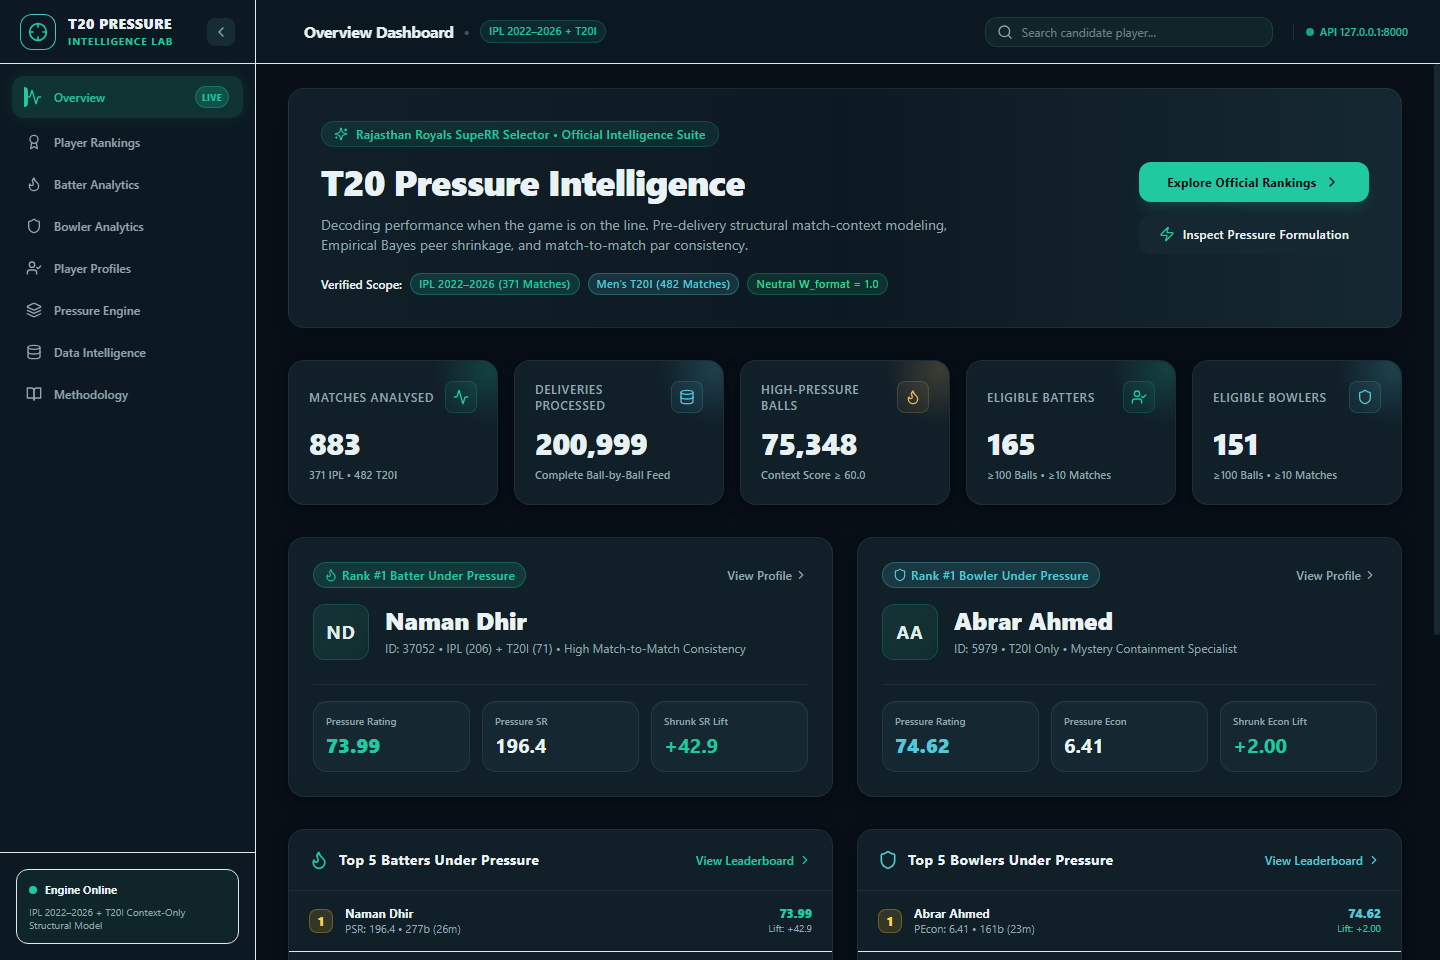 T20 PRESSURE
INTELLIGENCE LAB
Overview Dashboard • IPL 2022–2026 + T20I
Search candidate player...
API 127.0.0.1:8000
Overview LIVE
Player Rankings
Batter Analytics
Bowler Analytics
Player Profiles
Pressure Engine
Data Intelligence
Methodology
Engine Online
IPL 2022–2026 + T20I Context-Only
Structural Model
Rajasthan Royals SupeRR Selector • Official Intelligence Suite
T20 Pressure Intelligence
Decoding performance when the game is on the line. Pre-delivery structural match-context modeling,
Empirical Bayes peer shrinkage, and match-to-match par consistency.
Verified Scope: IPL 2022–2026 (371 Matches) Men's T20I (482 Matches) Neutral W_format = 1.0
Explore Official Rankings
Inspect Pressure Formulation
MATCHES ANALYSED
883
371 IPL • 482 T20I
DELIVERIES
PROCESSED
200,999
Complete Ball-by-Ball Feed
HIGH-PRESSURE
BALLS
75,348
Context Score ≥ 60.0
ELIGIBLE BATTERS
165
≥100 Balls • ≥10 Matches
ELIGIBLE BOWLERS
151
≥100 Balls • ≥10 Matches
Rank #1 Batter Under Pressure
View Profile
ND
Naman Dhir
ID: 37052 • IPL (206) + T20I (71) • High Match-to-Match Consistency
Pressure Rating
73.99
Pressure SR
196.4
Shrunk SR Lift
+42.9
Rank #1 Bowler Under Pressure
View Profile
AA
Abrar Ahmed
ID: 5979 • T20I Only • Mystery Containment Specialist
Pressure Rating
74.62
Pressure Econ
6.41
Shrunk Econ Lift
+2.00
Top 5 Batters Under Pressure
View Leaderboard
1
Naman Dhir
PSR: 196.4 • 277b (26m)
73.99
Lift: +42.9
Top 5 Bowlers Under Pressure
View Leaderboard
1
Abrar Ahmed
PEcon: 6.41 • 161b (23m)
74.62
Lift: +2.00